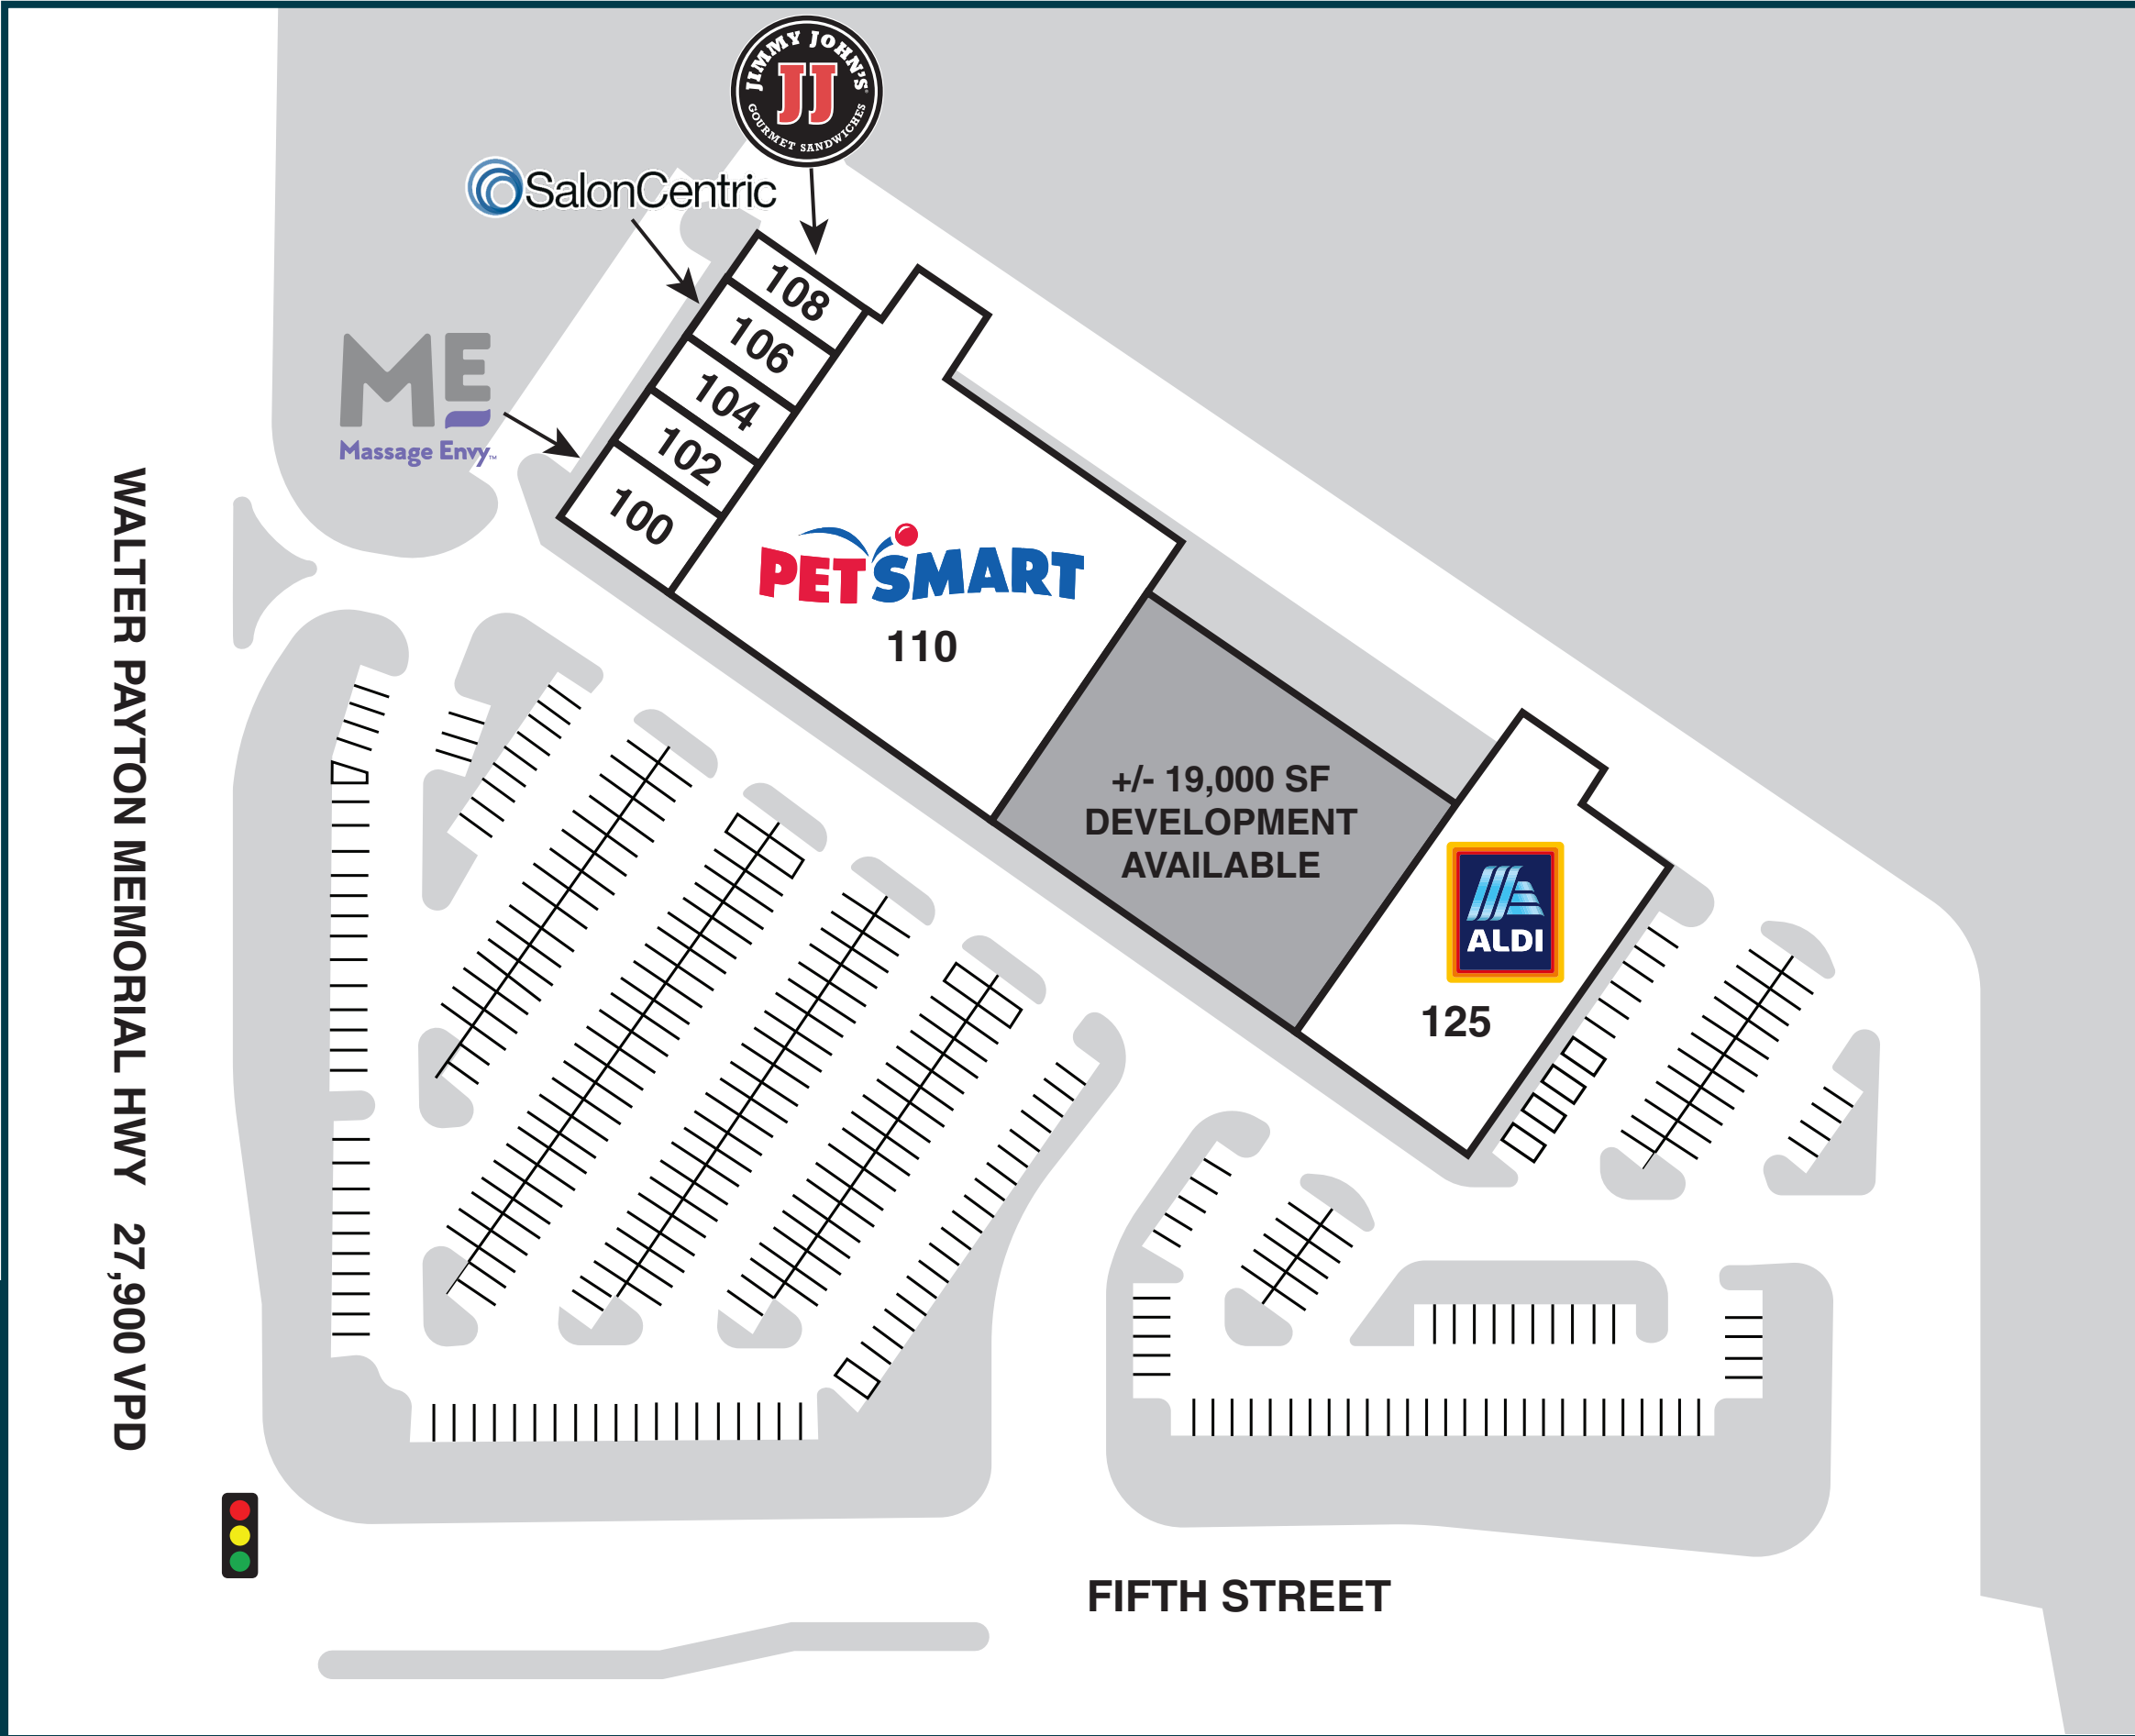 JIMMY JOHN'S
JJ
GOURMET SANDWICHES
SalonCentric
ME
Massage Envy™
108
106
104
102
100
PETSMART
110
+/- 19,000 SF
DEVELOPMENT
AVAILABLE
ALDI
125
WALTER PAYTON MEMORIAL HWY 27,900 VPD
FIFTH STREET